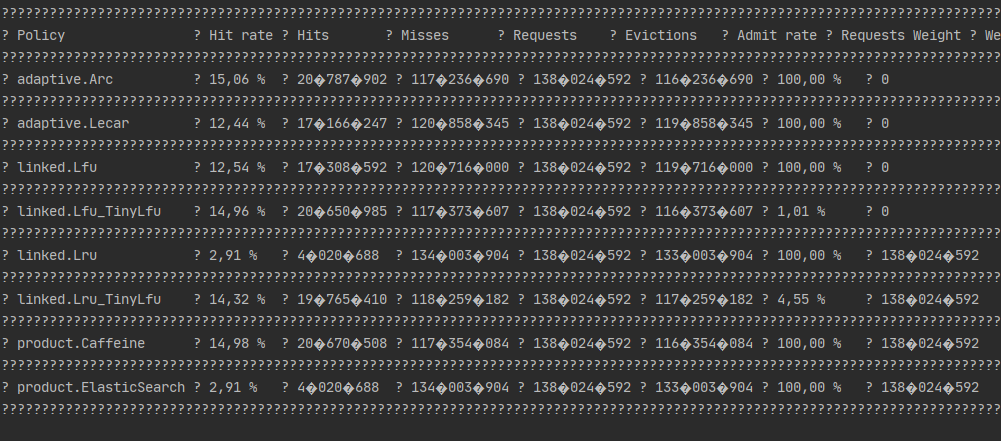 ?????????????????????????????????????????????????????????????????????????????????????????????????????????????????????????????
? Policy ? Hit rate ? Hits ? Misses ? Requests ? Evictions ? Admit rate ? Requests Weight ? We
?????????????????????????????????????????????????????????????????????????????????????????????????????????????????????????????
? adaptive.Arc ? 15,06 % ? 20�787�902 ? 117�236�690 ? 138�024�592 ? 116�236�690 ? 100,00 % ? 0
?????????????????????????????????????????????????????????????????????????????????????????????????????????????????????????????
? adaptive.Lecar ? 12,44 % ? 17�166�247 ? 120�858�345 ? 138�024�592 ? 119�858�345 ? 100,00 % ? 0
?????????????????????????????????????????????????????????????????????????????????????????????????????????????????????????????
? linked.Lfu ? 12,54 % ? 17�308�592 ? 120�716�000 ? 138�024�592 ? 119�716�000 ? 100,00 % ? 0
?????????????????????????????????????????????????????????????????????????????????????????????????????????????????????????????
? linked.Lfu_TinyLfu ? 14,96 % ? 20�650�985 ? 117�373�607 ? 138�024�592 ? 116�373�607 ? 1,01 % ? 0
?????????????????????????????????????????????????????????????????????????????????????????????????????????????????????????????
? linked.Lru ? 2,91 % ? 4�020�688 ? 134�003�904 ? 138�024�592 ? 133�003�904 ? 100,00 % ? 138�024�592
?????????????????????????????????????????????????????????????????????????????????????????????????????????????????????????????
? linked.Lru_TinyLfu ? 14,32 % ? 19�765�410 ? 118�259�182 ? 138�024�592 ? 117�259�182 ? 4,55 % ? 138�024�592
?????????????????????????????????????????????????????????????????????????????????????????????????????????????????????????????
? product.Caffeine ? 14,98 % ? 20�670�508 ? 117�354�084 ? 138�024�592 ? 116�354�084 ? 100,00 % ? 138�024�592
?????????????????????????????????????????????????????????????????????????????????????????????????????????????????????????????
? product.ElasticSearch ? 2,91 % ? 4�020�688 ? 134�003�904 ? 138�024�592 ? 133�003�904 ? 100,00 % ? 138�024�592
?????????????????????????????????????????????????????????????????????????????????????????????????????????????????????????????